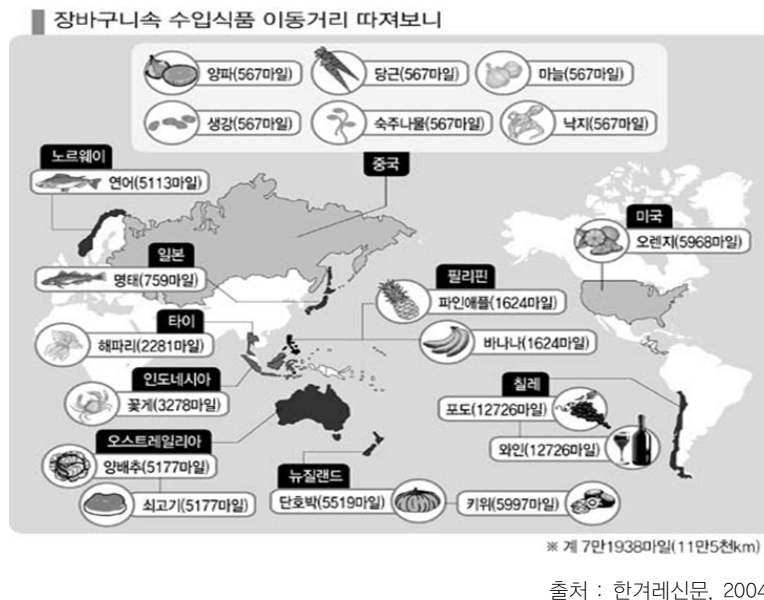 장바구니속 수입식품 이동거리 따져보니
양파(567마일)
당근(567마일)
마늘(567마일)
생강(567마일)
숙주나물(567마일)
낙지(567마일)
노르웨이
연어(5113마일)
중국
미국
오렌지(5968마일)
일본
명태(759마일)
필리핀
파인애플(1624마일)
바나나(1624마일)
타이
해파리(2281마일)
인도네시아
꽃게(3278마일)
칠레
포도(12726마일)
와인(12726마일)
오스트레일리아
양배추(5177마일)
쇠고기(5177마일)
뉴질랜드
단호박(5519마일)
키위(5997마일)
※ 계 7만1938마일(11만5천km)
출처 : 한겨레신문, 2004